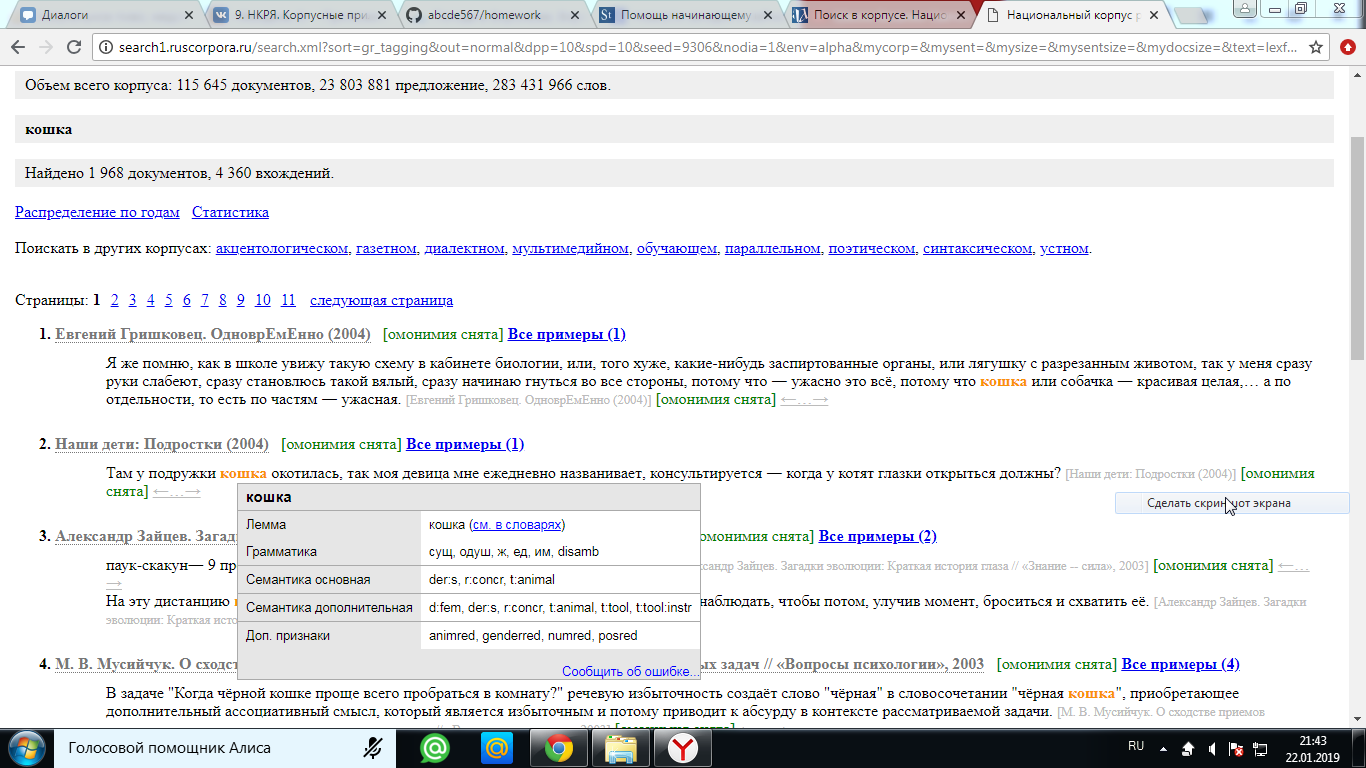 Диалоги
9. НКРЯ. Корпусные при
abcde567/homework
Помощь начинающему
Поиск в корпусе. Нацио
Национальный корпус р
search1.ruscorpora.ru/search.xml?sort=gr_tagging&out=normal&dpp=10&spd=10&seed=9306&nodia=1&env=alpha&mycorp=&mysent=&mysize=&mysentsize=&mydocsize=&text=lexf...
Объем всего корпуса: 115 645 документов, 23 803 881 предложение, 283 431 966 слов.
кошка
Найдено 1 968 документов, 4 360 вхождений.
Распределение по годам Статистика
Поискать в других корпусах: акцентологическом, газетном, диалектном, мультимедийном, обучающем, параллельном, поэтическом, синтаксическом, устном.
Страницы: 1 2 3 4 5 6 7 8 9 10 11 следующая страница
1. Евгений Гришковец. ОдноврЕмЕнно (2004) [омонимия снята] Все примеры (1)
Я же помню, как в школе увижу такую схему в кабинете биологии, или, того хуже, какие-нибудь заспиртованные органы, или лягушку с разрезанным животом, так у меня сразу
руки слабеют, сразу становлюсь такой вялый, сразу начинаю гнуться во все стороны, потому что — ужасно это всё, потому что кошка или собачка — красивая целая,… а по
отдельности, то есть по частям — ужасная. [Евгений Гришковец. ОдноврЕмЕнно (2004)] [омонимия снята] ←…→
2. Наши дети: Подростки (2004) [омонимия снята] Все примеры (1)
Там у подружки кошка окотилась, так моя девица мне ежедневно названивает, консультируется — когда у котят глазки открыться должны? [Наши дети: Подростки (2004)] [омонимия
снята] ←…→
Сделать скриншот экрана
кошка
Лемма кошка (см. в словарях)
Грамматика сущ, одуш, ж, ед, им, disamb
Семантика основная der:s, r:concr, t:animal
Семантика дополнительная d:fem, der:s, r:concr, t:animal, t:tool, t:tool:instr
Доп. признаки animred, genderred, numred, posred
Сообщить об ошибке...
3. Александр Зайцев. Загад омонимия снята] Все примеры (2)
паук-скакун— 9 пр сандр Зайцев. Загадки эволюции: Краткая история глаза // «Знание -- сила», 2003] [омонимия снята] ←…
→
На эту дистанцию наблюдать, чтобы потом, улучив момент, броситься и схватить её. [Александр Зайцев. Загадки
эволюции: Краткая исто
4. М. В. Мусийчук. О сходст ых задач // «Вопросы психологии», 2003 [омонимия снята] Все примеры (4)
В задаче "Когда чёрной кошке проще всего пробраться в комнату?" речевую избыточность создаёт слово "чёрная" в словосочетании "чёрная кошка", приобретающее
дополнительный ассоциативный смысл, который является избыточным и потому приводит к абсурду в контексте рассматриваемой задачи. [М. В. Мусийчук. О сходстве приемов
Голосовой помощник Алиса
RU
21:43
22.01.2019